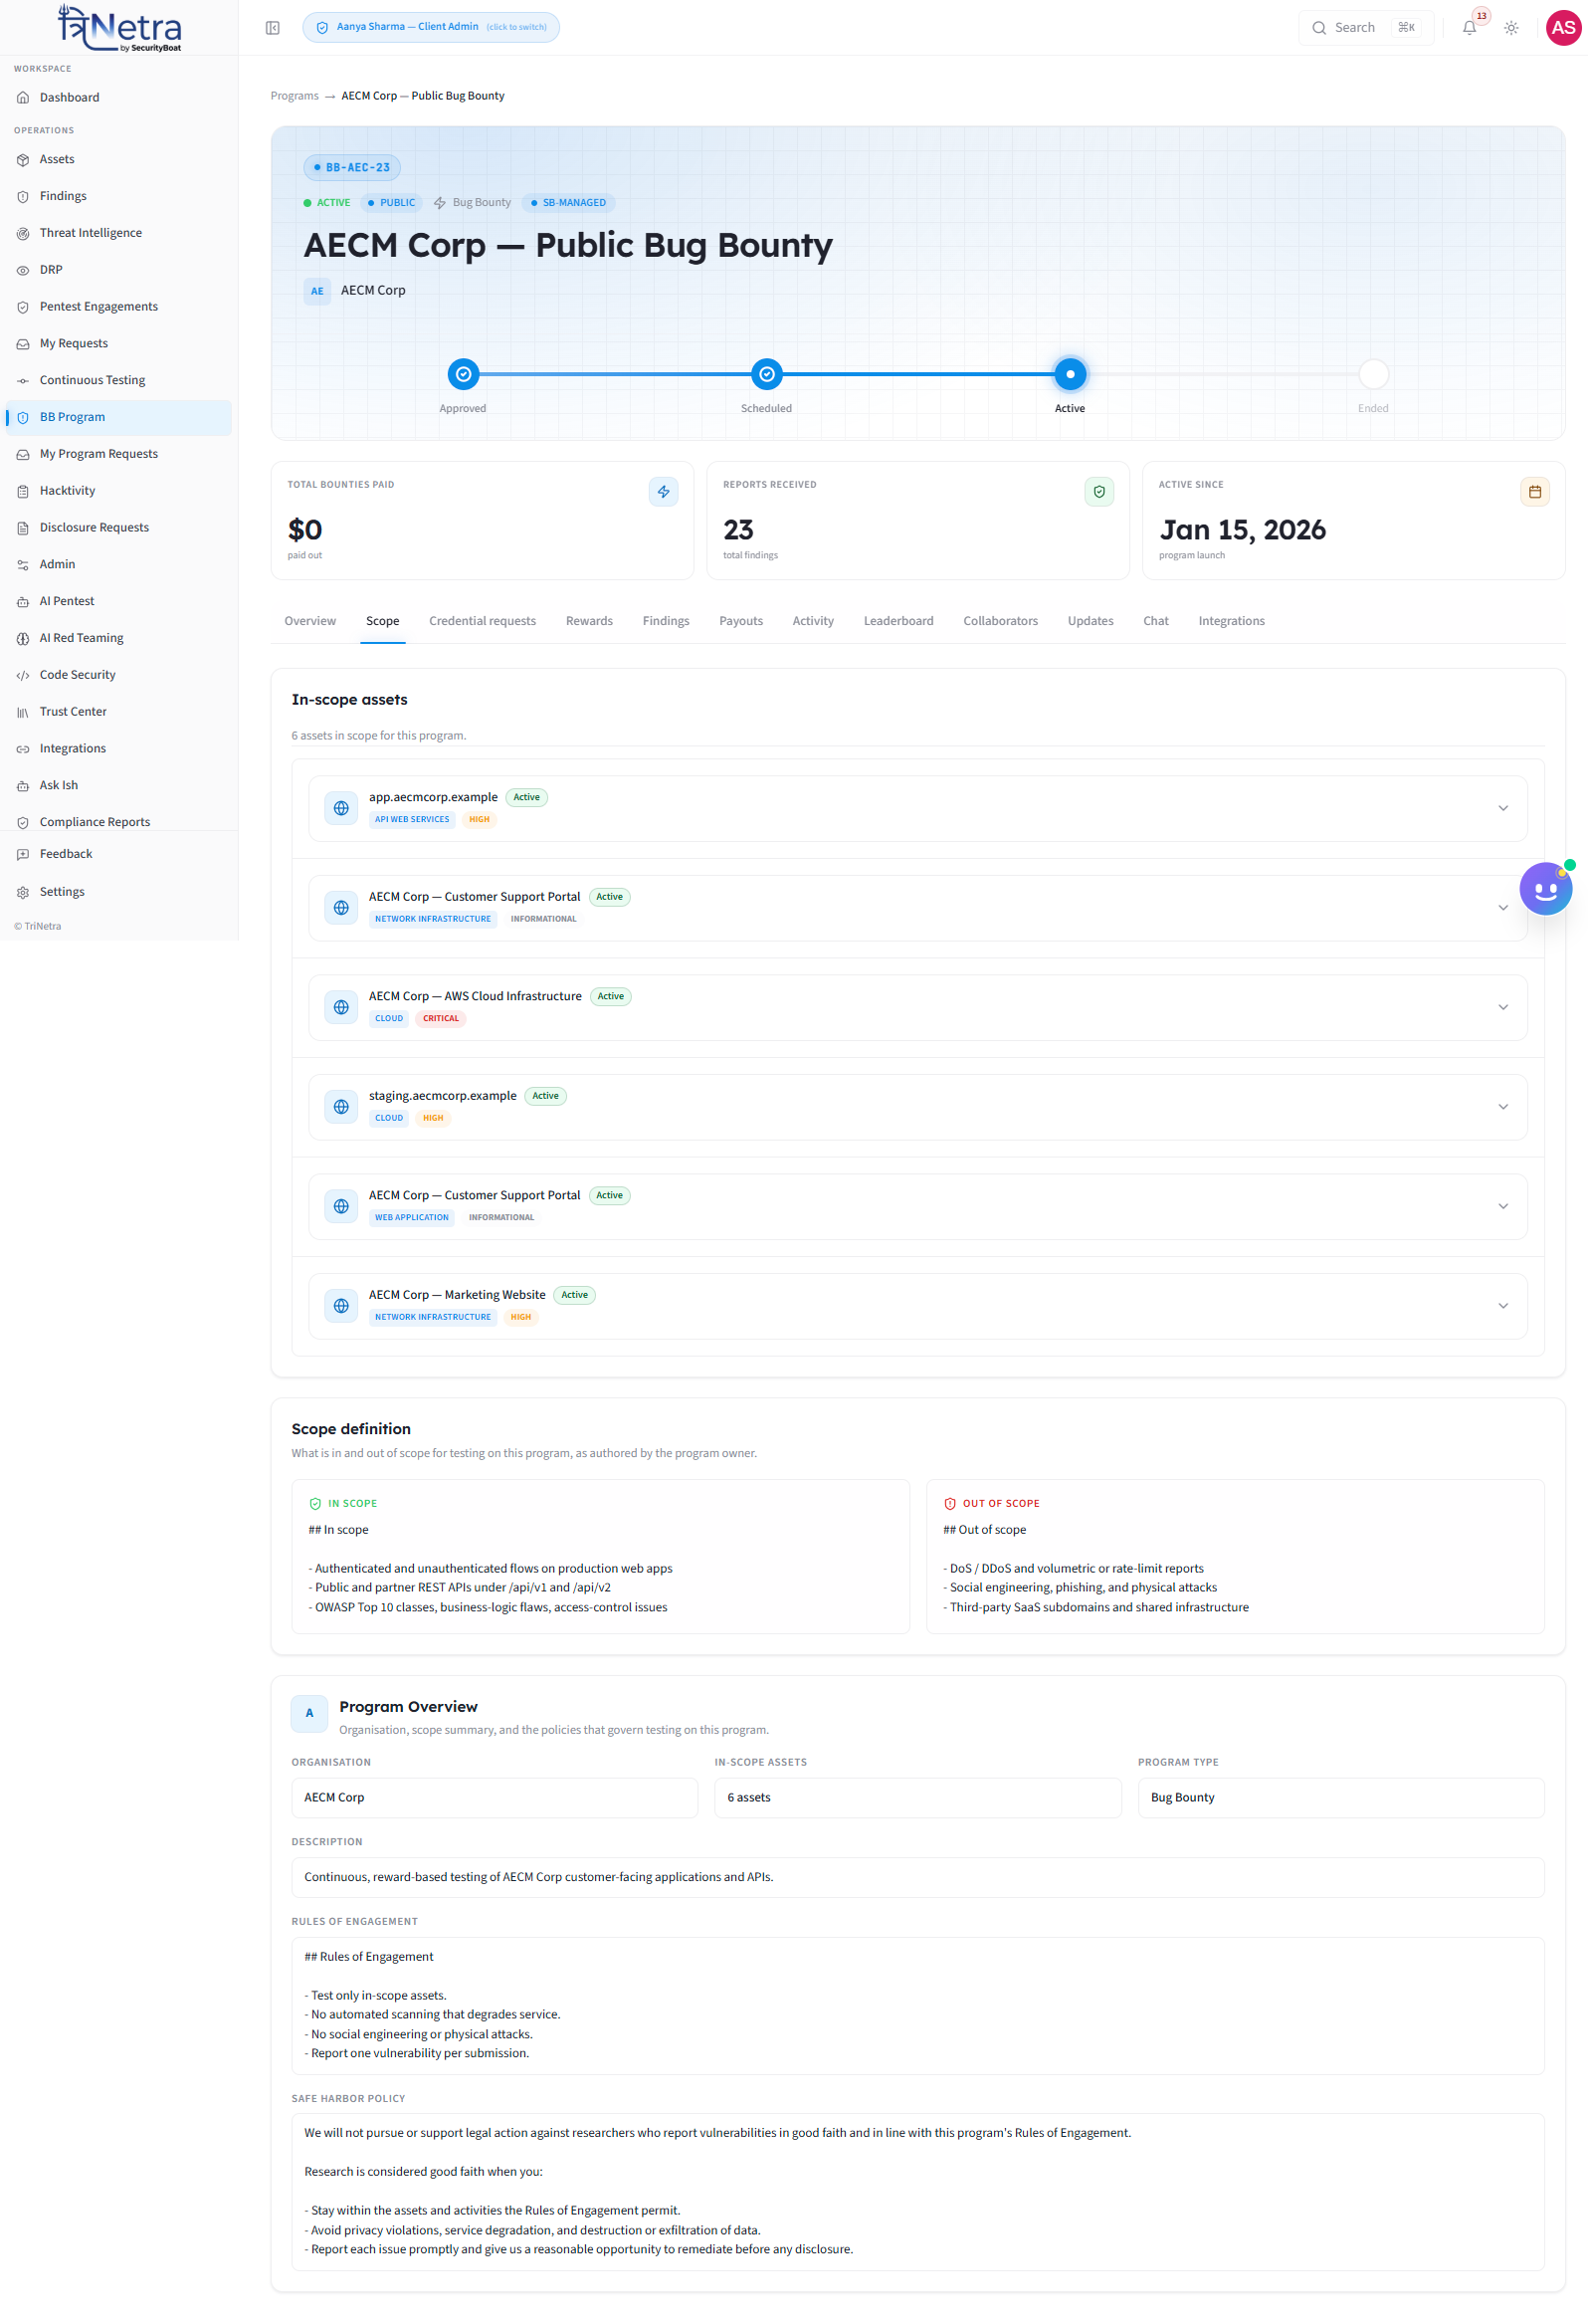 त्रिNetra
by SecurityBoat
Aanya Sharma — Client Admin (click to switch)
Search ⌘K
13
AS
WORKSPACE
Dashboard
OPERATIONS
Assets
Findings
Threat Intelligence
DRP
Pentest Engagements
My Requests
Continuous Testing
BB Program
My Program Requests
Hacktivity
Disclosure Requests
Admin
AI Pentest
AI Red Teaming
Code Security
Trust Center
Integrations
Ask Ish
Compliance Reports
Feedback
Settings
© TriNetra
Programs → AECM Corp — Public Bug Bounty
BB-AEC-23
ACTIVE PUBLIC Bug Bounty SB-MANAGED
AECM Corp — Public Bug Bounty
AE AECM Corp
Approved Scheduled Active Ended
TOTAL BOUNTIES PAID
$0
paid out
REPORTS RECEIVED
23
total findings
ACTIVE SINCE
Jan 15, 2026
program launch
Overview Scope Credential requests Rewards Findings Payouts Activity Leaderboard Collaborators Updates Chat Integrations
In-scope assets
6 assets in scope for this program.
app.aecmcorp.example Active
API WEB SERVICES HIGH
AECM Corp — Customer Support Portal Active
NETWORK INFRASTRUCTURE INFORMATIONAL
AECM Corp — AWS Cloud Infrastructure Active
CLOUD CRITICAL
staging.aecmcorp.example Active
CLOUD HIGH
AECM Corp — Customer Support Portal Active
WEB APPLICATION INFORMATIONAL
AECM Corp — Marketing Website Active
NETWORK INFRASTRUCTURE HIGH
Scope definition
What is in and out of scope for testing on this program, as authored by the program owner.
IN SCOPE
## In scope
- Authenticated and unauthenticated flows on production web apps
- Public and partner REST APIs under /api/v1 and /api/v2
- OWASP Top 10 classes, business-logic flaws, access-control issues
OUT OF SCOPE
## Out of scope
- DoS / DDoS and volumetric or rate-limit reports
- Social engineering, phishing, and physical attacks
- Third-party SaaS subdomains and shared infrastructure
A
Program Overview
Organisation, scope summary, and the policies that govern testing on this program.
ORGANISATION
AECM Corp
IN-SCOPE ASSETS
6 assets
PROGRAM TYPE
Bug Bounty
DESCRIPTION
Continuous, reward-based testing of AECM Corp customer-facing applications and APIs.
RULES OF ENGAGEMENT
## Rules of Engagement
- Test only in-scope assets.
- No automated scanning that degrades service.
- No social engineering or physical attacks.
- Report one vulnerability per submission.
SAFE HARBOR POLICY
We will not pursue or support legal action against researchers who report vulnerabilities in good faith and in line with this program's Rules of Engagement.
Research is considered good faith when you:
- Stay within the assets and activities the Rules of Engagement permit.
- Avoid privacy violations, service degradation, and destruction or exfiltration of data.
- Report each issue promptly and give us a reasonable opportunity to remediate before any disclosure.